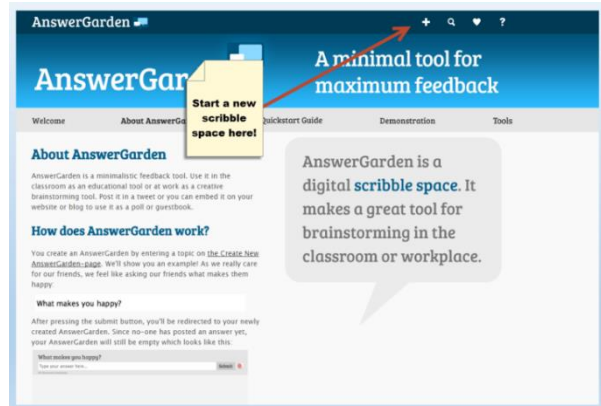 AnswerGarden
+ ?
AnswerGar
A minimal tool for
maximum feedback
Start a new
scribble
space here!
Welcome About AnswerGa Quickstart Guide Demonstration Tools
About AnswerGarden
AnswerGarden is a minimalistic feedback tool. Use it in the
classroom as an educational tool or at work as a creative
brainstorming tool. Post it in a tweet or you can embed it on your
website or blog to use it as a poll or guestbook.
How does AnswerGarden work?
You create an AnswerGarden by entering a topic on the Create New
AnswerGarden-page. We'll show you an example! As we really care
for our friends, we feel like asking our friends what makes them
happy:
What makes you happy?
After pressing the submit button, you'll be redirected to your newly
created AnswerGarden. Since no-one has posted an answer yet,
your AnswerGarden will still be empty which looks like this:
What makes you happy?
Type your answer here... Submit
AnswerGarden is a
digital scribble space. It
makes a great tool for
brainstorming in the
classroom or workplace.